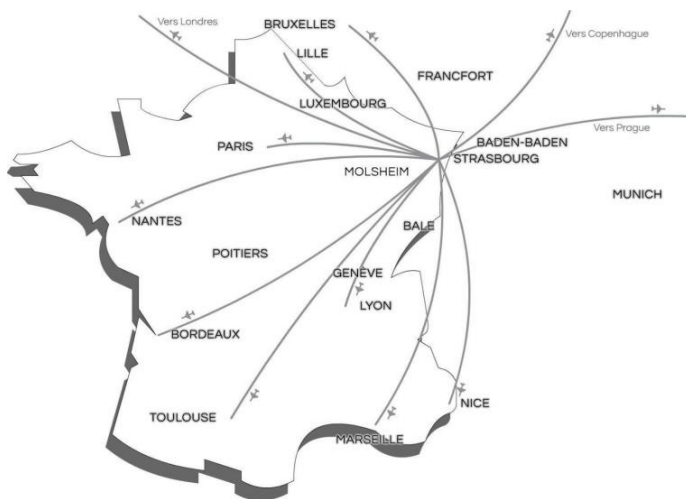 Vers Londres
BRUXELLES
Vers Copenhague
LILLE
FRANCFORT
LUXEMBOURG
Vers Prague
PARIS
BADEN-BADEN
STRASBOURG
MOLSHEIM
MUNICH
NANTES
BALE
POITIERS
GENÈVE
LYON
BORDEAUX
NICE
TOULOUSE
MARSEILLE